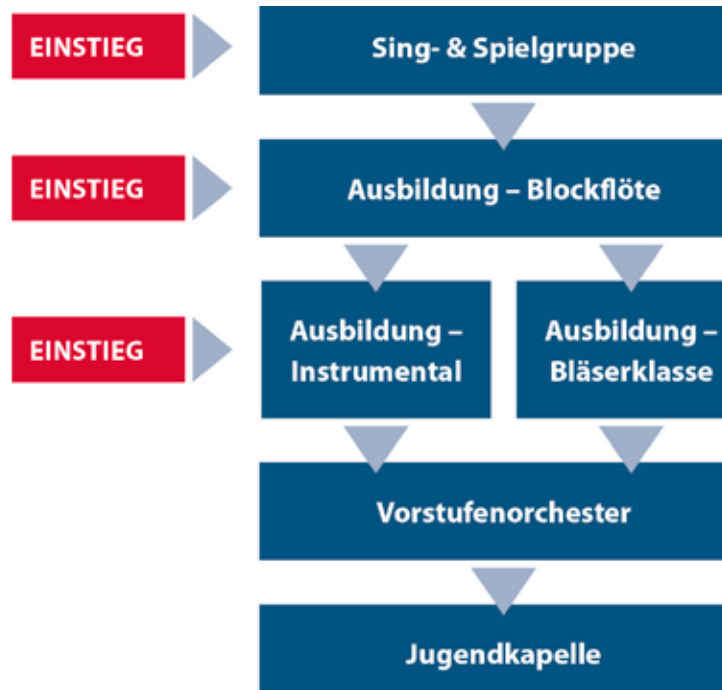 EINSTIEG
Sing- & Spielgruppe
EINSTIEG
Ausbildung – Blockflöte
EINSTIEG
Ausbildung –
Instrumental
Ausbildung –
Bläserklasse
Vorstufenorchester
Jugendkapelle